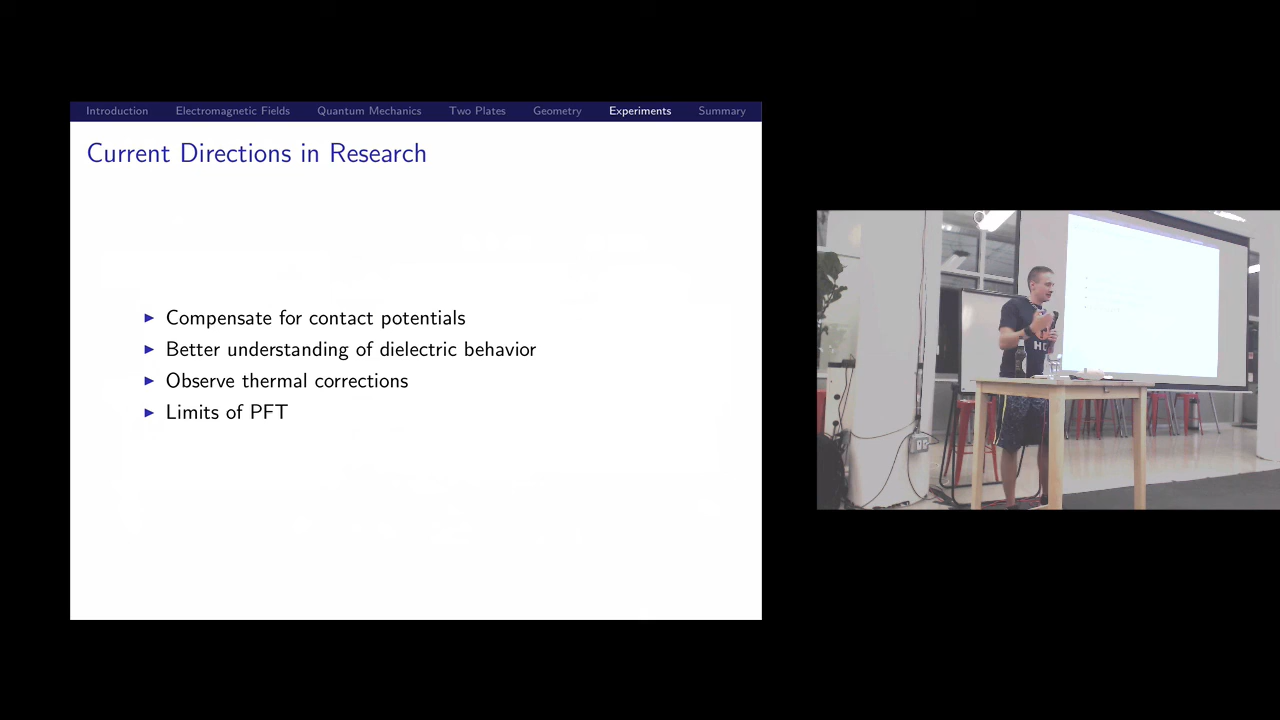 Introduction Electromagnetic Fields Quantum Mechanics Two Plates Geometry Experiments Summary
Current Directions in Research
Compensate for contact potentials
Better understanding of dielectric behavior
Observe thermal corrections
Limits of PFT